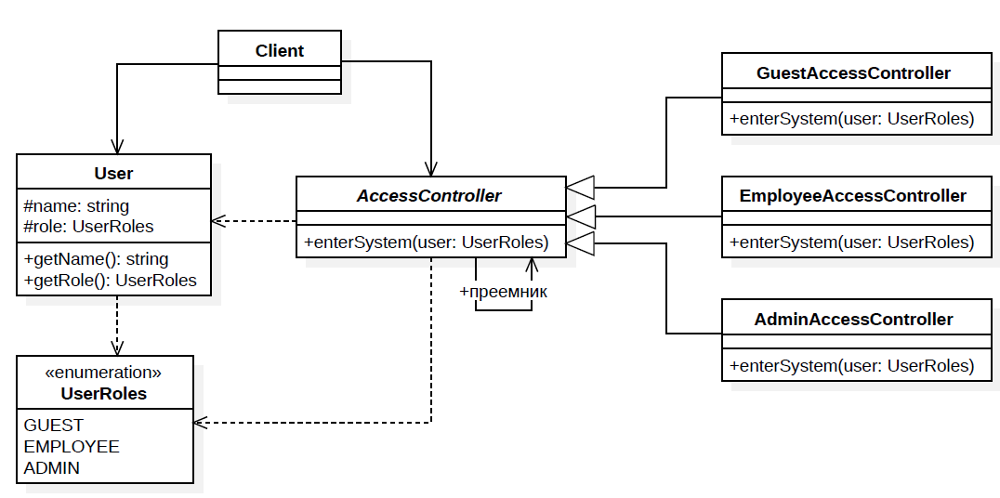 Client
User
#name: string
#role: UserRoles
+getName(): string
+getRole(): UserRoles
«enumeration»
UserRoles
GUEST
EMPLOYEE
ADMIN
AccessController
+enterSystem(user: UserRoles)
+преемник
GuestAccessController
+enterSystem(user: UserRoles)
EmployeeAccessController
+enterSystem(user: UserRoles)
AdminAccessController
+enterSystem(user: UserRoles)